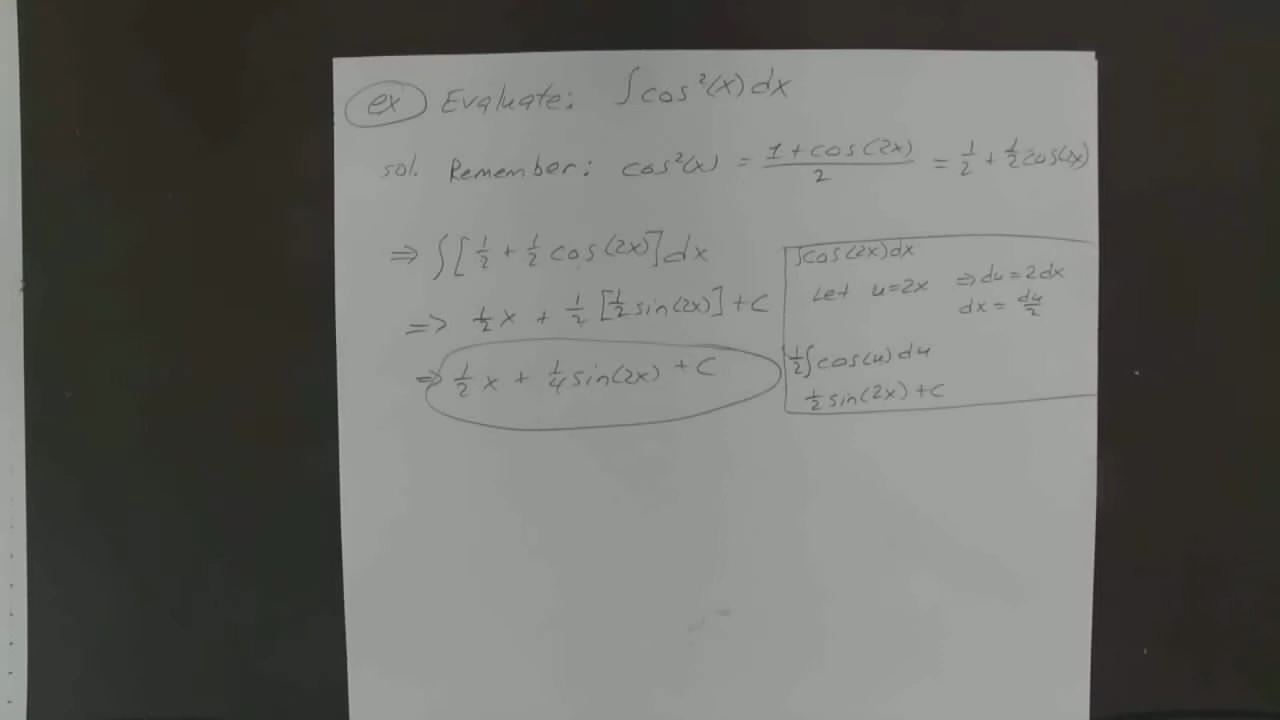 ex Evaluate: ∫cos²(x)dx
sol. Remember: cos²(x) = (1+cos(2x))/2 = 1/2 + 1/2 cos(2x)
⇒ ∫[1/2 + 1/2 cos(2x)]dx
⇒ 1/2 x + 1/2 [1/2 sin(2x)] + C
⇒ 1/2 x + 1/4 sin(2x) + C
∫cos(2x)dx
Let u=2x ⇒ du=2dx
dx = du/2
1/2 ∫cos(u)du
1/2 sin(2x) + C